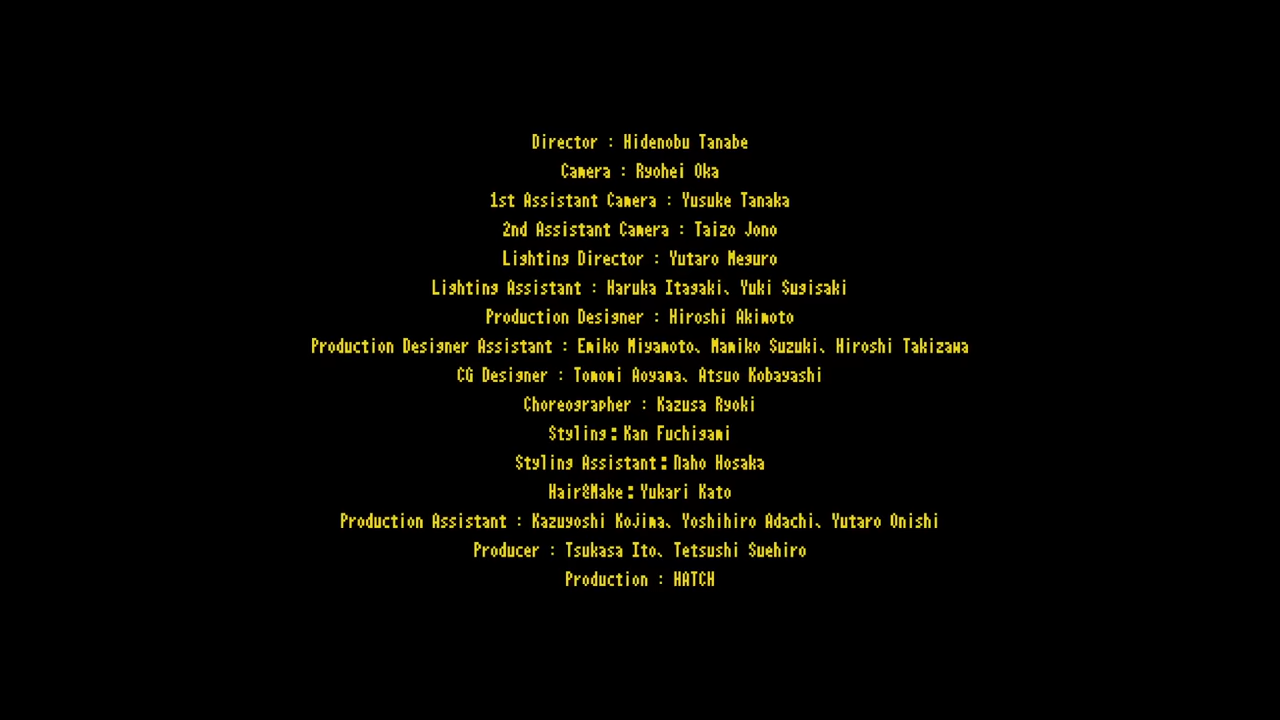 Director : Hidenobu Tanabe
Camera : Ryohei Oka
1st Assistant Camera : Yusuke Tanaka
2nd Assistant Camera : Taizo Jono
Lighting Director : Yutaro Meguro
Lighting Assistant : Haruka Itagaki、Yuki Sugisaki
Production Designer : Hiroshi Akimoto
Production Designer Assistant : Emiko Miyamoto、Mamiko Suzuki、Hiroshi Takizawa
CG Designer : Tomomi Aoyama、Atsuo Kobayashi
Choreographer : Kazusa Ryoki
Styling：Kan Fuchigami
Styling Assistant：Naho Hosaka
Hair&Make：Yukari Kato
Production Assistant : Kazuyoshi Kojima、Yoshihiro Adachi、Yutaro Onishi
Producer : Tsukasa Ito、Tetsushi Suehiro
Production : HATCH